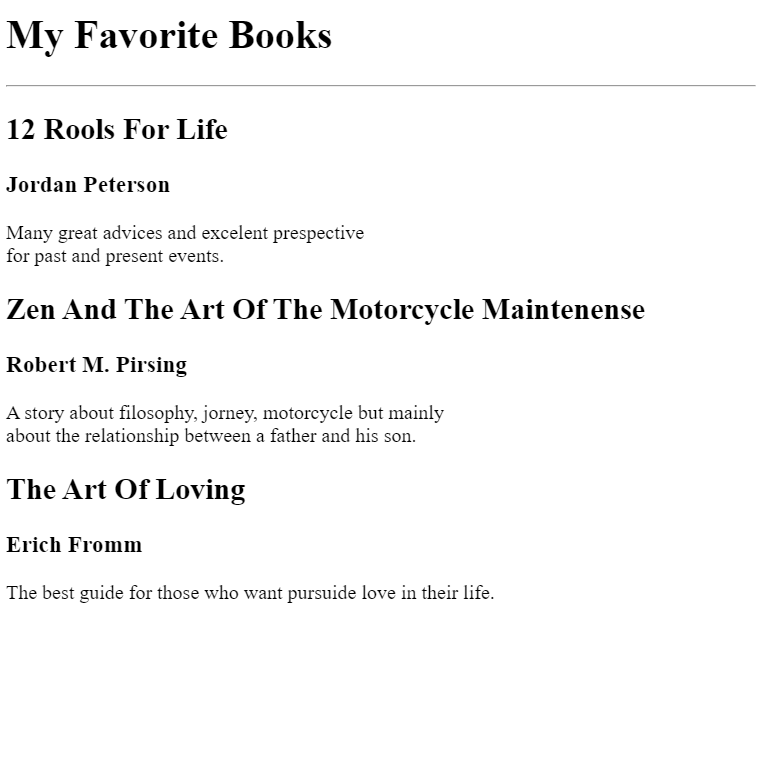 My Favorite Books
12 Rools For Life
Jordan Peterson
Many great advices and excelent prespective
for past and present events.
Zen And The Art Of The Motorcycle Maintenense
Robert M. Pirsing
A story about filosophy, jorney, motorcycle but mainly
about the relationship between a father and his son.
The Art Of Loving
Erich Fromm
The best guide for those who want pursuide love in their life.